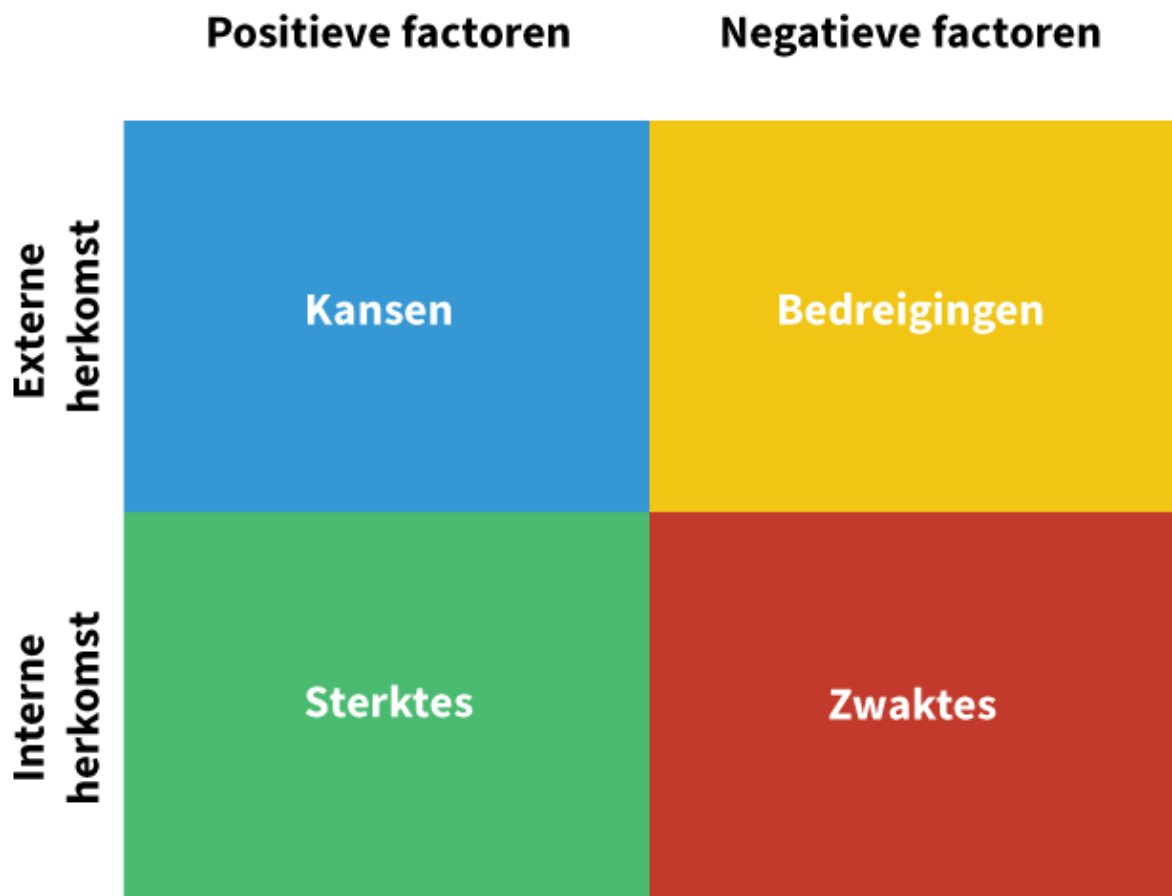 Positieve factoren
Negatieve factoren
Externe
herkomst
Kansen
Bedreigingen
Interne
herkomst
Sterktes
Zwaktes